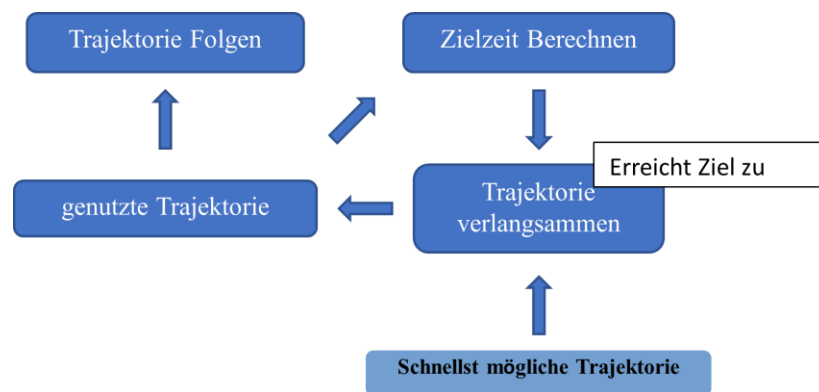 Trajektorie Folgen
Zielzeit Berechnen
Erreicht Ziel zu
genutzte Trajektorie
Trajektorie
verlangsammen
Schnellst mögliche Trajektorie